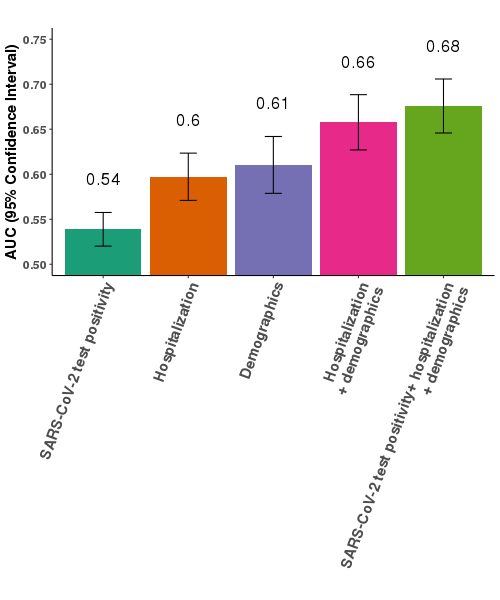 AUC (95% Confidence Interval)
0.75
0.70
0.65
0.60
0.55
0.50
0.54
0.6
0.61
0.66
0.68
SARS-CoV-2 test positivity
Hospitalization
Demographics
Hospitalization
+ demographics
SARS-CoV-2 test positivity+ hospitalization
+ demographics